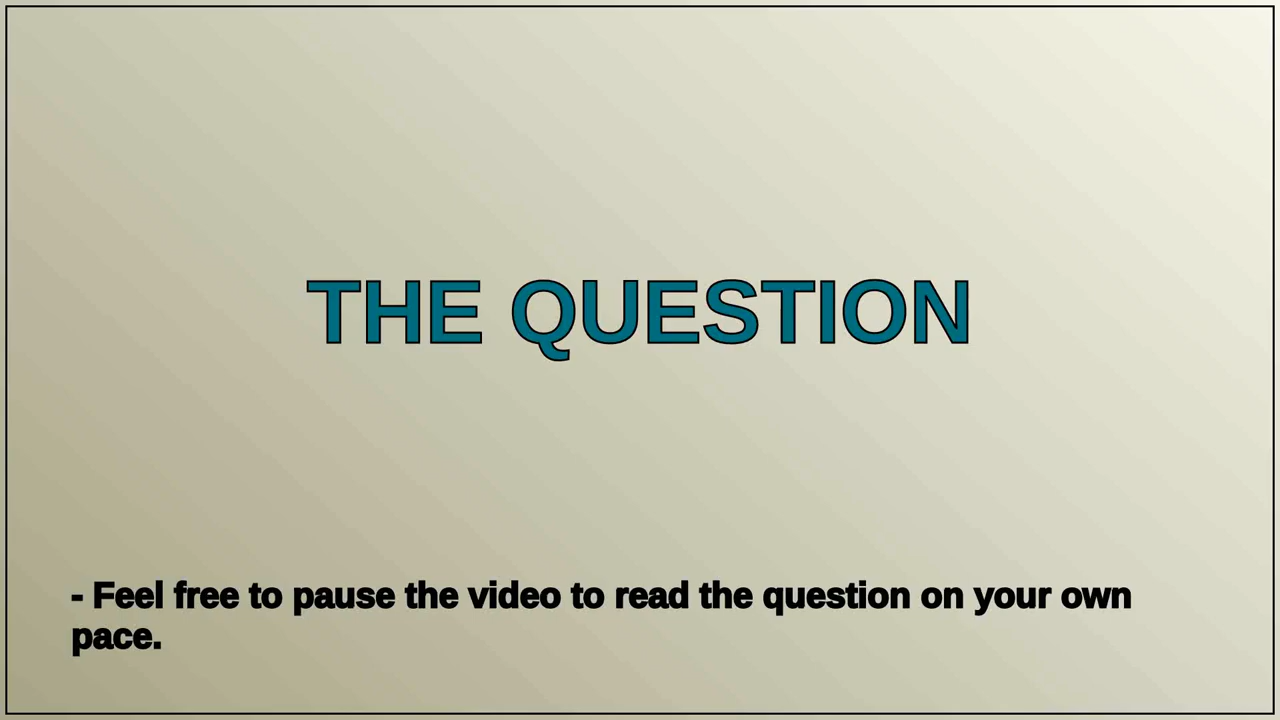 THE QUESTION
- Feel free to pause the video to read the question on your own
pace.